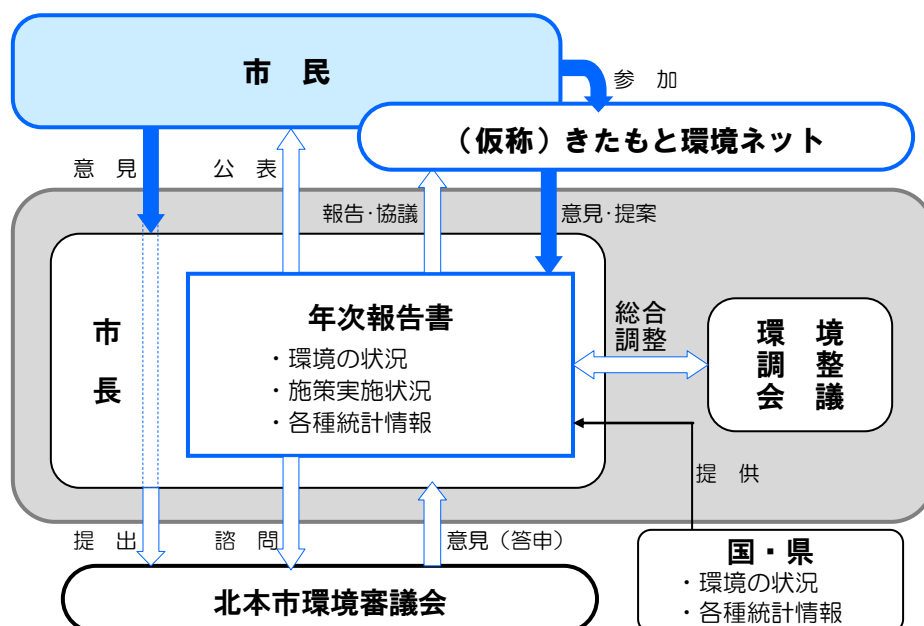 市　民
参　加
（仮称）きたもと環境ネット
意　見
公　表
報告・協議
意見・提案
市
長
年次報告書
・環境の状況
・施策実施状況
・各種統計情報
総合
調整
環　境
調　整
会　議
提　供
提　出
諮　問
意見（答申）
国・県
・環境の状況
・各種統計情報
北本市環境審議会